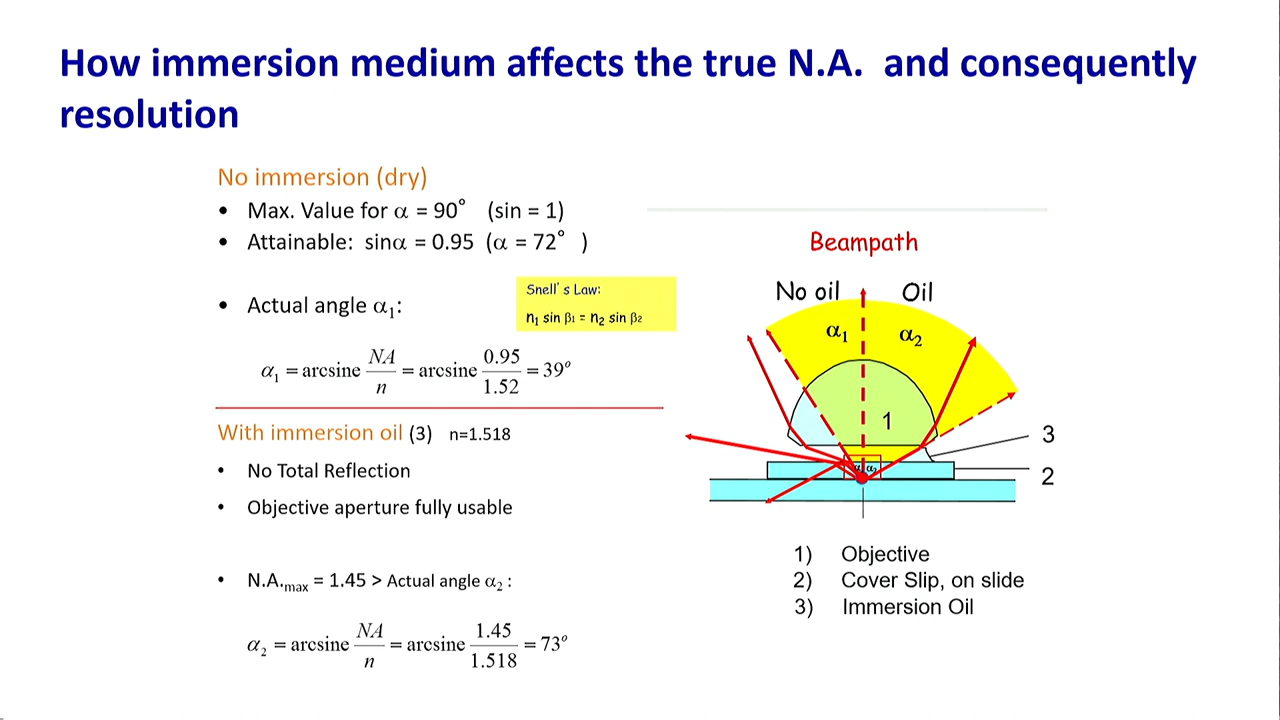 How immersion medium affects the true N.A. and consequently
resolution
No immersion (dry)
• Max. Value for α = 90° (sin = 1)
• Attainable: sinα = 0.95 (α = 72° )
• Actual angle α₁:
Snell's Law:
n₁ sin β₁ = n₂ sin β₂
α₁ = arcsine NA/n = arcsine 0.95/1.52 = 39°
With immersion oil (3) n=1.518
• No Total Reflection
• Objective aperture fully usable
• N.A.max = 1.45 > Actual angle α₂ :
α₂ = arcsine NA/n = arcsine 1.45/1.518 = 73°
Beampath
No oil Oil
α₁ α₂
1
3
2
α₂
1) Objective
2) Cover Slip, on slide
3) Immersion Oil